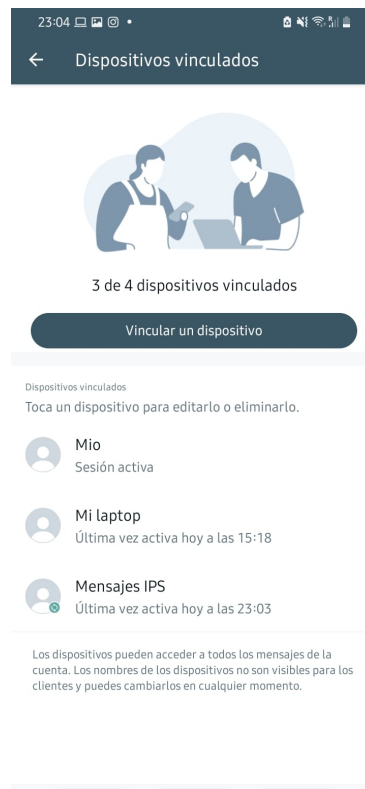 23:04
Dispositivos vinculados
3 de 4 dispositivos vinculados
Vincular un dispositivo
Dispositivos vinculados
Toca un dispositivo para editarlo o eliminarlo.
Mio
Sesión activa
Mi laptop
Última vez activa hoy a las 15:18
Mensajes IPS
Última vez activa hoy a las 23:03
Los dispositivos pueden acceder a todos los mensajes de la
cuenta. Los nombres de los dispositivos no son visibles para los
clientes y puedes cambiarlos en cualquier momento.